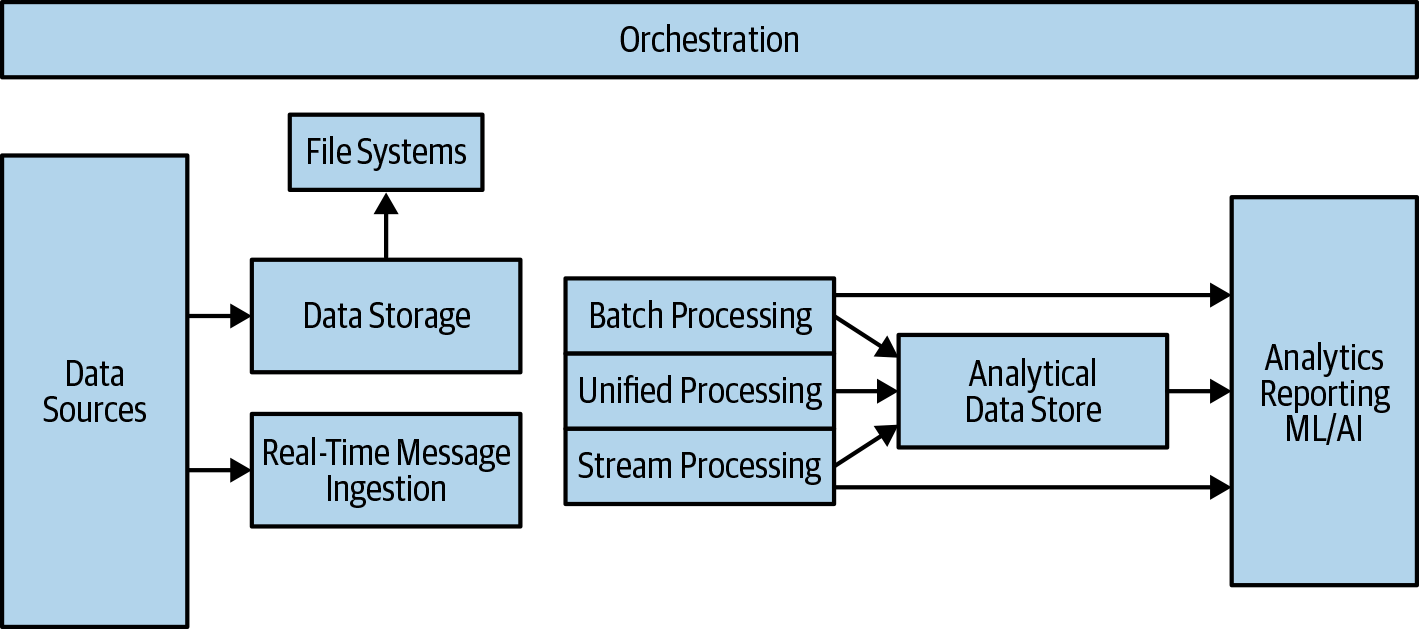 Orchestration
File Systems
Data Storage
Data
Sources
Real-Time Message
Ingestion
Batch Processing
Unified Processing
Stream Processing
Analytical
Data Store
Analytics
Reporting
ML/AI